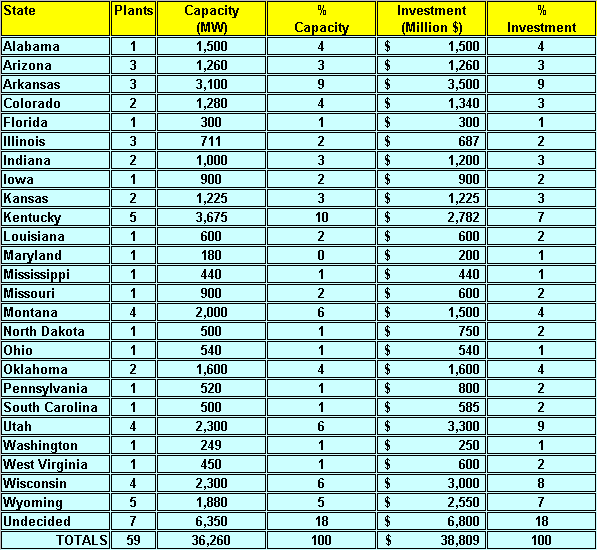 State Plants Capacity (MW) % Capacity Investment (Million $) % Investment
Alabama 1 1,500 4 $ 1,500 4
Arizona 3 1,260 3 $ 1,260 3
Arkansas 3 3,100 9 $ 3,500 9
Colorado 2 1,280 4 $ 1,340 3
Florida 1 300 1 $ 300 1
Illinois 3 711 2 $ 687 2
Indiana 2 1,000 3 $ 1,200 3
Iowa 1 900 2 $ 900 2
Kansas 2 1,225 3 $ 1,225 3
Kentucky 5 3,675 10 $ 2,782 7
Louisiana 1 600 2 $ 600 2
Maryland 1 180 0 $ 200 1
Mississippi 1 440 1 $ 440 1
Missouri 1 900 2 $ 600 2
Montana 4 2,000 6 $ 1,500 4
North Dakota 1 500 1 $ 750 2
Ohio 1 540 1 $ 540 1
Oklahoma 2 1,600 4 $ 1,600 4
Pennsylvania 1 520 1 $ 800 2
South Carolina 1 500 1 $ 585 2
Utah 4 2,300 6 $ 3,300 9
Washington 1 249 1 $ 250 1
West Virginia 1 450 1 $ 600 2
Wisconsin 4 2,300 6 $ 3,000 8
Wyoming 5 1,880 5 $ 2,550 7
Undecided 7 6,350 18 $ 6,800 18
TOTALS 59 36,260 100 $ 38,809 100